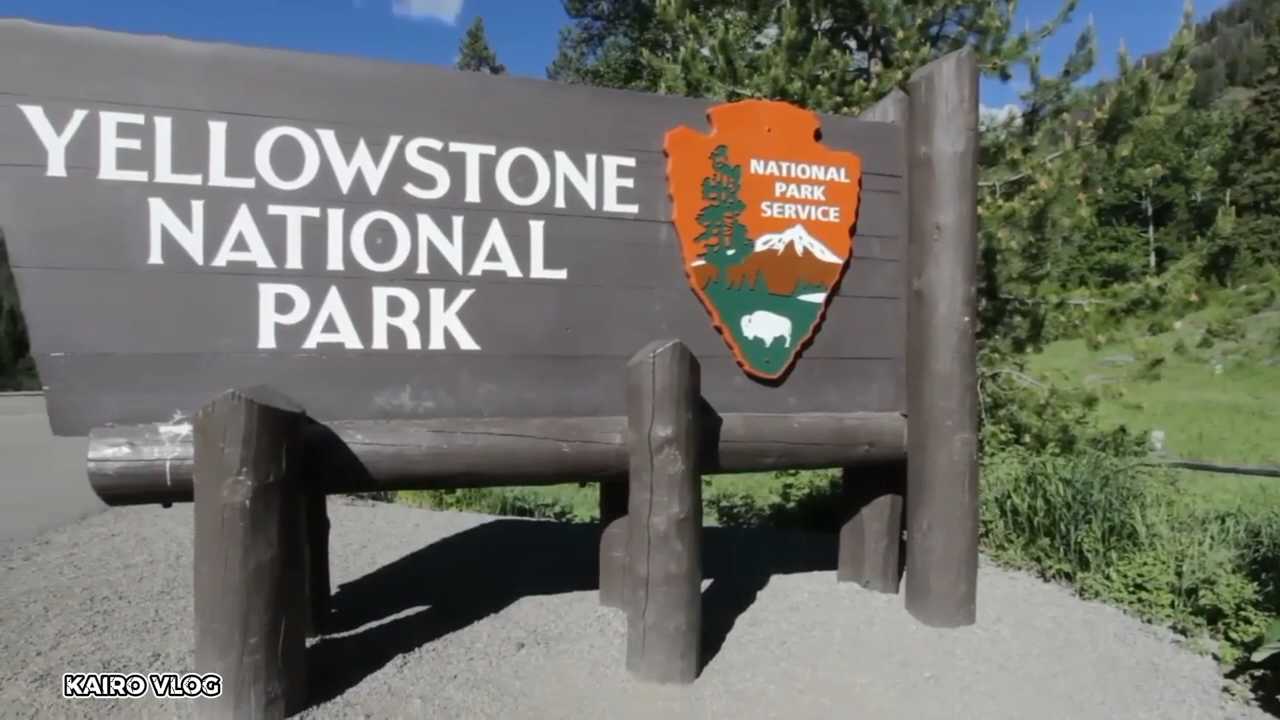 YELLOWSTONE
NATIONAL
PARK
NATIONAL
PARK
SERVICE
KAIRO VLOG